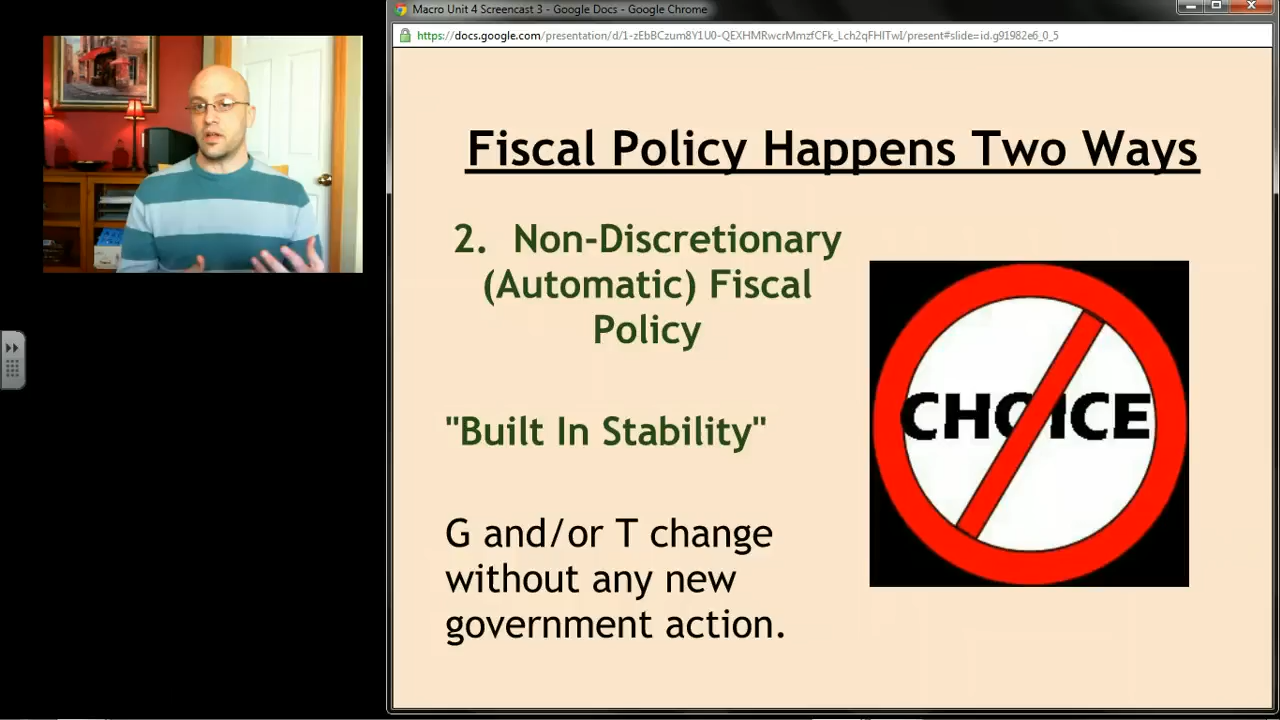 Macro Unit 4 Screencast 3 - Google Docs - Google Chrome
https://docs.google.com/presentation/d/1-zEbBCzum8Y1U0-QEXHMRwcrMmzfCFk_Lch2qFHITwI/present#slide=id.g91982e6_0_5
Fiscal Policy Happens Two Ways
2. Non-Discretionary
(Automatic) Fiscal
Policy
"Built In Stability"
G and/or T change
without any new
government action.
CHOICE